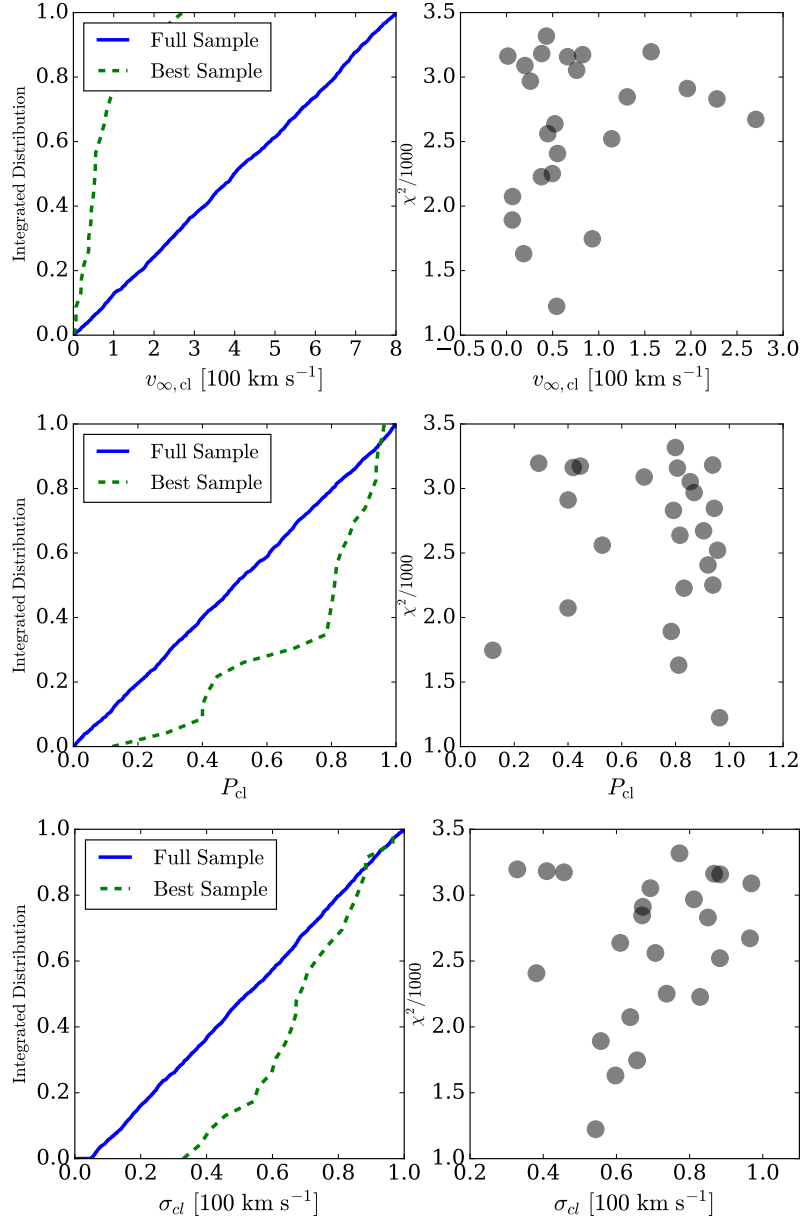 1.0
0.8
0.6
0.4
0.2
0.0
Integrated Distribution
Full Sample
Best Sample
0 1 2 3 4 5 6 7 8
v∞,cl [100 km s⁻¹]
3.5
3.0
2.5
2.0
1.5
1.0
χ²/1000
−0.5 0.0 0.5 1.0 1.5 2.0 2.5 3.0
v∞,cl [100 km s⁻¹]
1.0
0.8
0.6
0.4
0.2
0.0
Integrated Distribution
Full Sample
Best Sample
0.0 0.2 0.4 0.6 0.8 1.0
Pcl
3.5
3.0
2.5
2.0
1.5
1.0
χ²/1000
0.0 0.2 0.4 0.6 0.8 1.0 1.2
Pcl
1.0
0.8
0.6
0.4
0.2
0.0
Integrated Distribution
Full Sample
Best Sample
0.0 0.2 0.4 0.6 0.8 1.0
σcl [100 km s⁻¹]
3.5
3.0
2.5
2.0
1.5
1.0
χ²/1000
0.2 0.4 0.6 0.8 1.0
σcl [100 km s⁻¹]